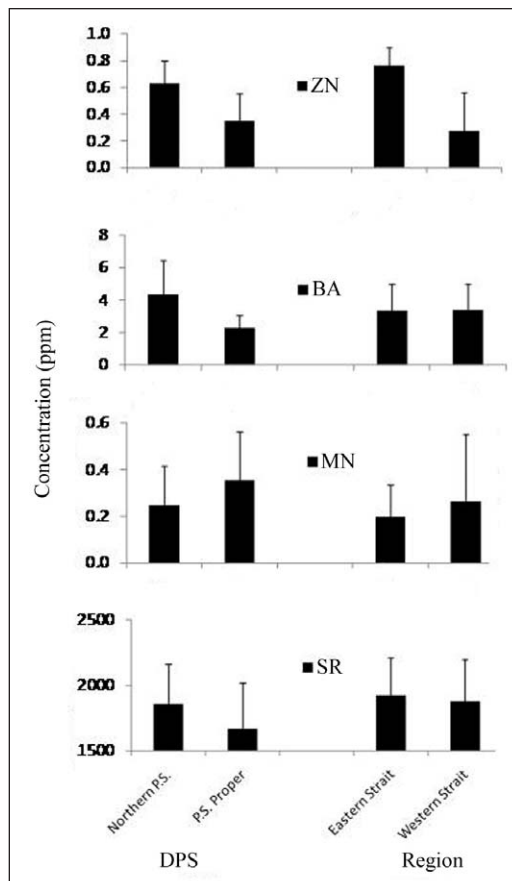 Concentration (ppm)
1.0
0.8
0.6
0.4
0.2
0.0
ZN
8
6
4
2
0
BA
0.6
0.4
0.2
0.0
MN
2500
2000
1500
SR
Northern P.S.
P.S. Proper
Eastern Strait
Western Strait
DPS
Region